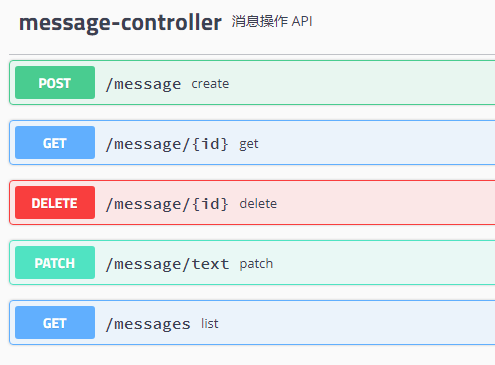 message-controller 消息操作 API
POST /message create
GET /message/{id} get
DELETE /message/{id} delete
PATCH /message/text patch
GET /messages list